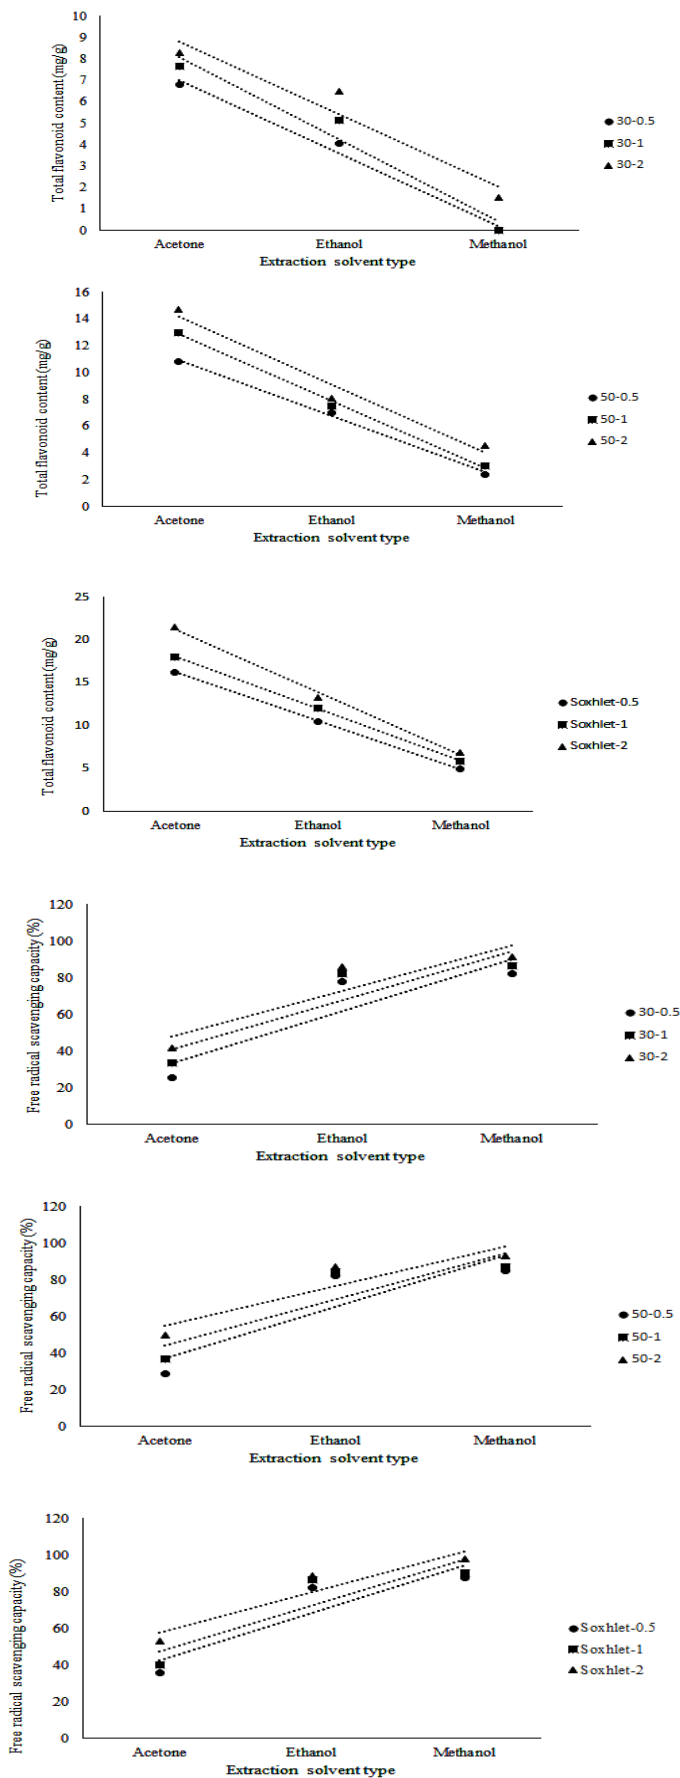 Total flavonoid content (mg/g)
10
9
8
7
6
5
4
3
2
1
0
Acetone Ethanol Methanol
Extraction solvent type
30-0.5
30-1
30-2
Total flavonoid content (mg/g)
16
14
12
10
8
6
4
2
0
Acetone Ethanol Methanol
Extraction solvent type
50-0.5
50-1
50-2
Total flavonoid content (mg/g)
25
20
15
10
5
0
Acetone Ethanol Methanol
Extraction solvent type
Soxhlet-0.5
Soxhlet-1
Soxhlet-2
Free radical scavenging capacity (%)
120
100
80
60
40
20
0
Acetone Ethanol Methanol
Extraction solvent type
30-0.5
30-1
30-2
Free radical scavenging capacity (%)
120
100
80
60
40
20
0
Acetone Ethanol Methanol
Extraction solvent type
50-0.5
50-1
50-2
Free radical scavenging capacity (%)
120
100
80
60
40
20
0
Acetone Ethanol Methanol
Extraction solvent type
Soxhlet-0.5
Soxhlet-1
Soxhlet-2